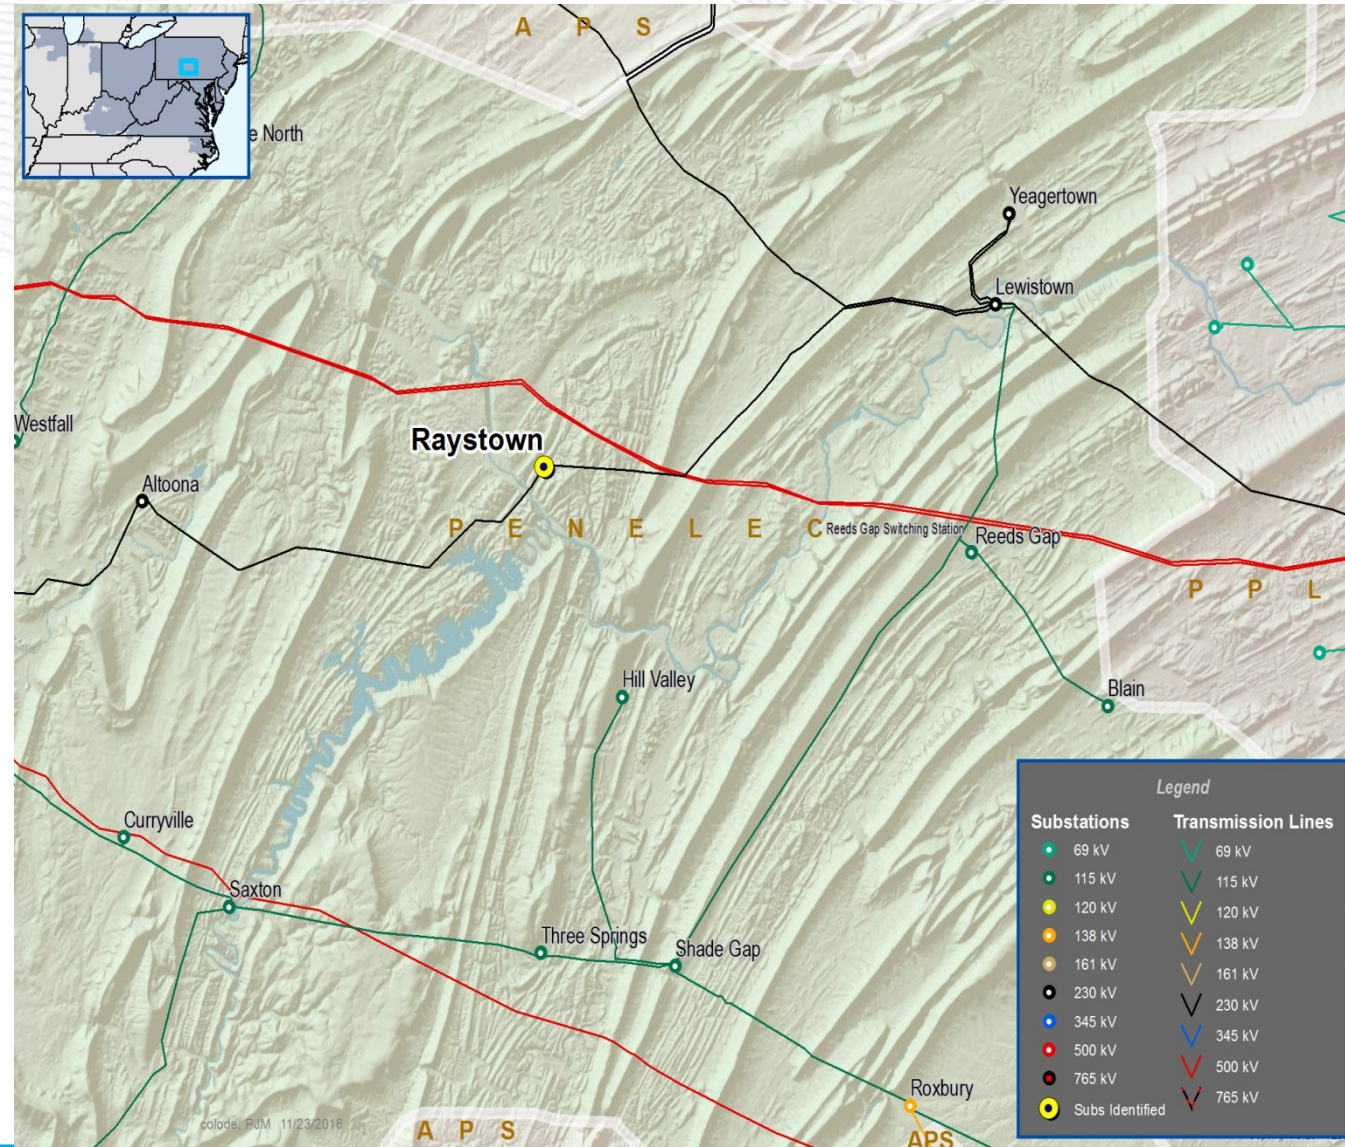 A P S
e North
Yeagertown
Lewistown
Westfall
Raystown
Altoona
P E N E L E C
Reeds Gap Switching Station
Reeds Gap
P P L
Hill Valley
Blain
Curryville
Saxton
Three Springs
Shade Gap
Roxbury
APS
A P S
colode, PJM 11/23/2016
Legend
Substations Transmission Lines
69 kV 69 kV
115 kV 115 kV
120 kV 120 kV
138 kV 138 kV
161 kV 161 kV
230 kV 230 kV
345 kV 345 kV
500 kV 500 kV
765 kV 765 kV
Subs Identified